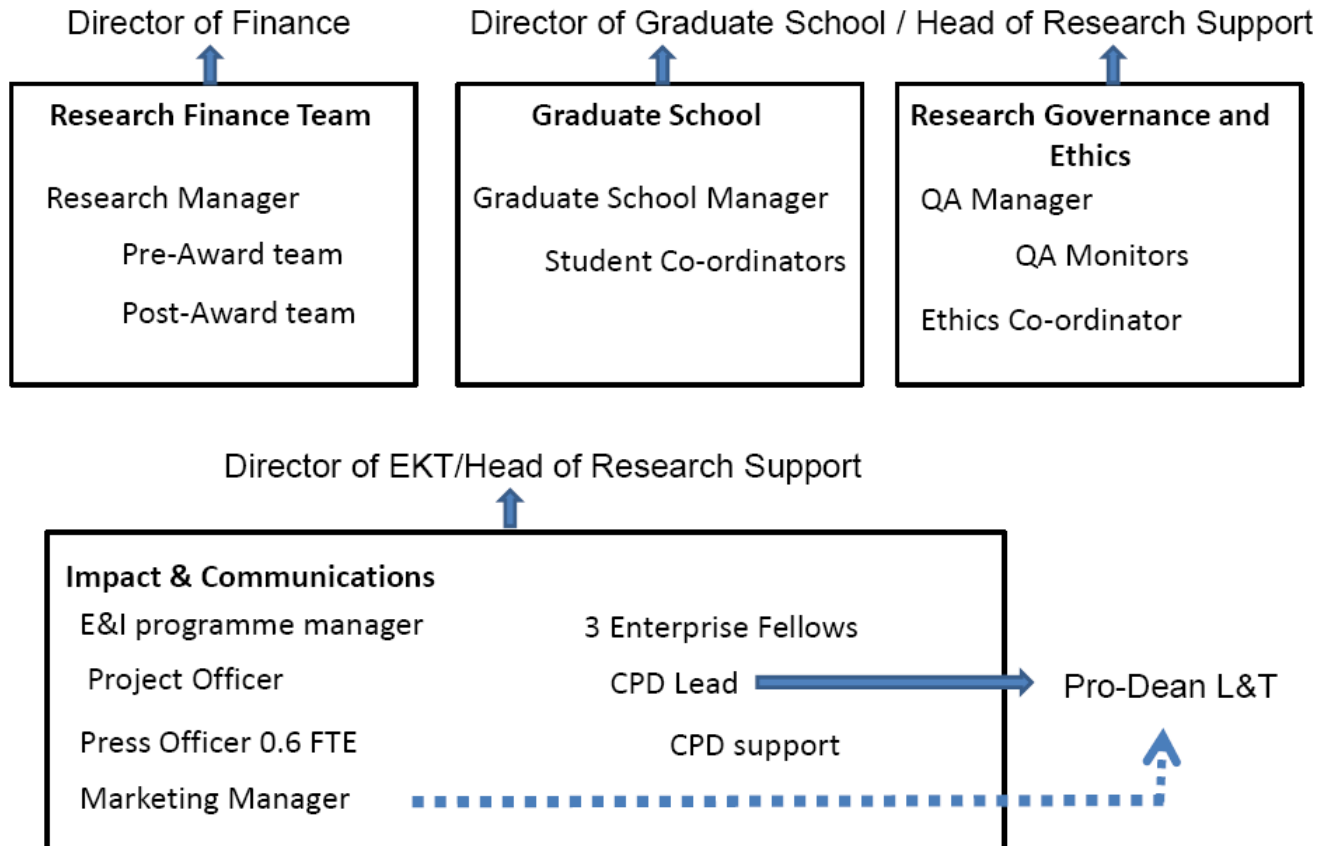 Director of Finance
Director of Graduate School / Head of Research Support
Research Finance Team
Research Manager
Pre-Award team
Post-Award team
Graduate School
Graduate School Manager
Student Co-ordinators
Research Governance and
Ethics
QA Manager
QA Monitors
Ethics Co-ordinator
Director of EKT/Head of Research Support
Impact & Communications
E&I programme manager
Project Officer
Press Officer 0.6 FTE
Marketing Manager
3 Enterprise Fellows
CPD Lead
CPD support
Pro-Dean L&T